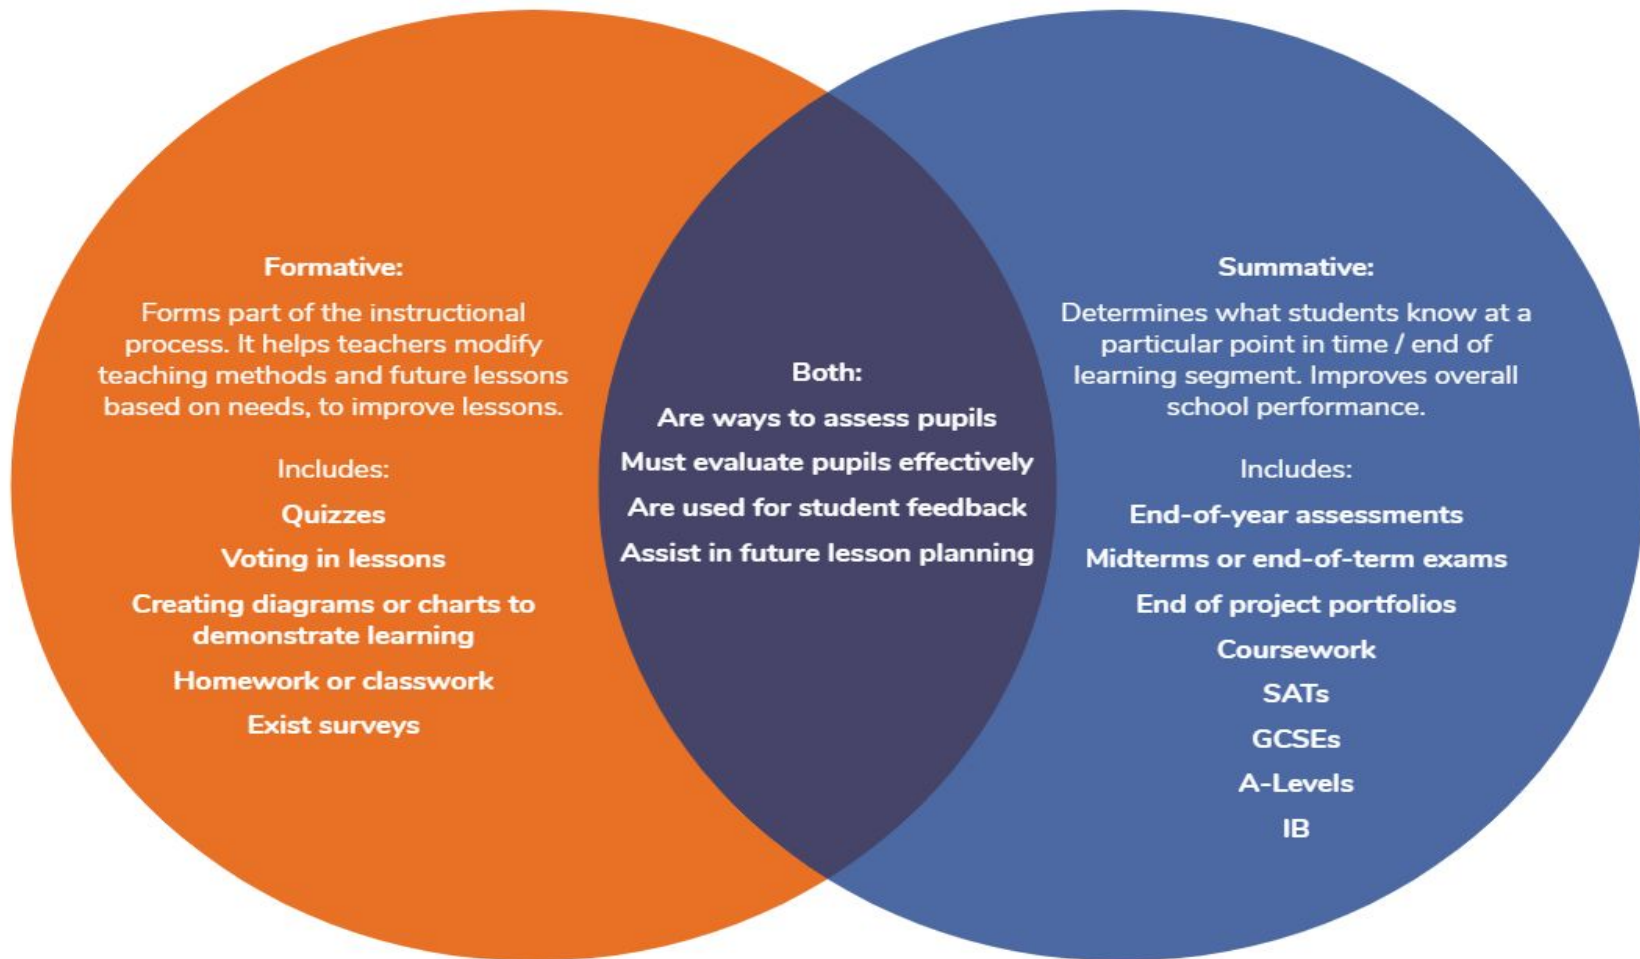 Formative:
Forms part of the instructional
process. It helps teachers modify
teaching methods and future lessons
based on needs, to improve lessons.
Includes:
Quizzes
Voting in lessons
Creating diagrams or charts to
demonstrate learning
Homework or classwork
Exist surveys
Both:
Are ways to assess pupils
Must evaluate pupils effectively
Are used for student feedback
Assist in future lesson planning
Summative:
Determines what students know at a
particular point in time / end of
learning segment. Improves overall
school performance.
Includes:
End-of-year assessments
Midterms or end-of-term exams
End of project portfolios
Coursework
SATs
GCSEs
A-Levels
IB